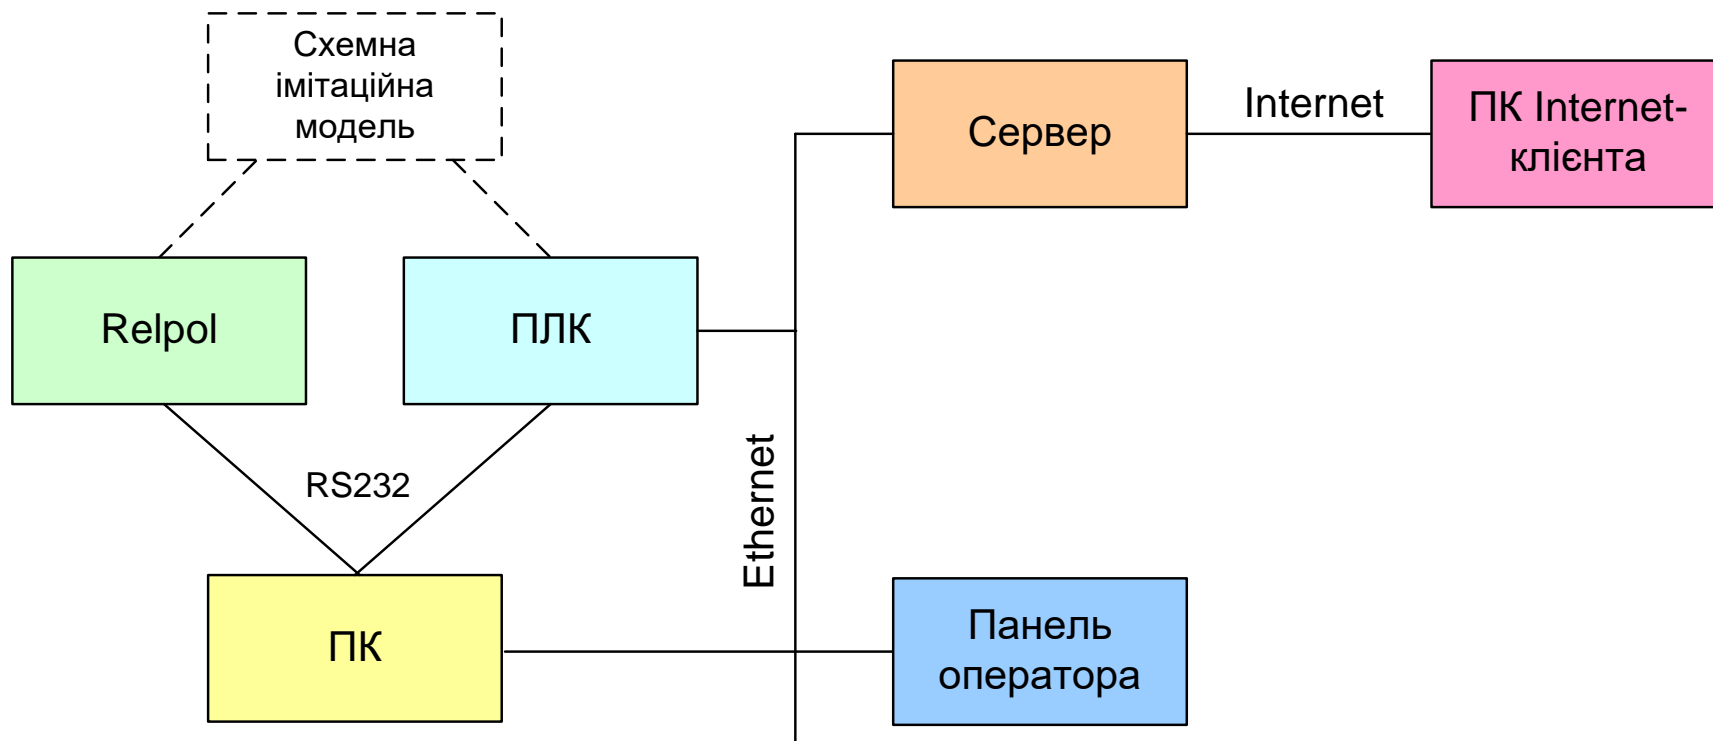 Схемна
імітаційна
модель
Сервер
Internet
ПК Internet-
клієнта
Relpol
ПЛК
RS232
Ethernet
ПК
Панель
оператора